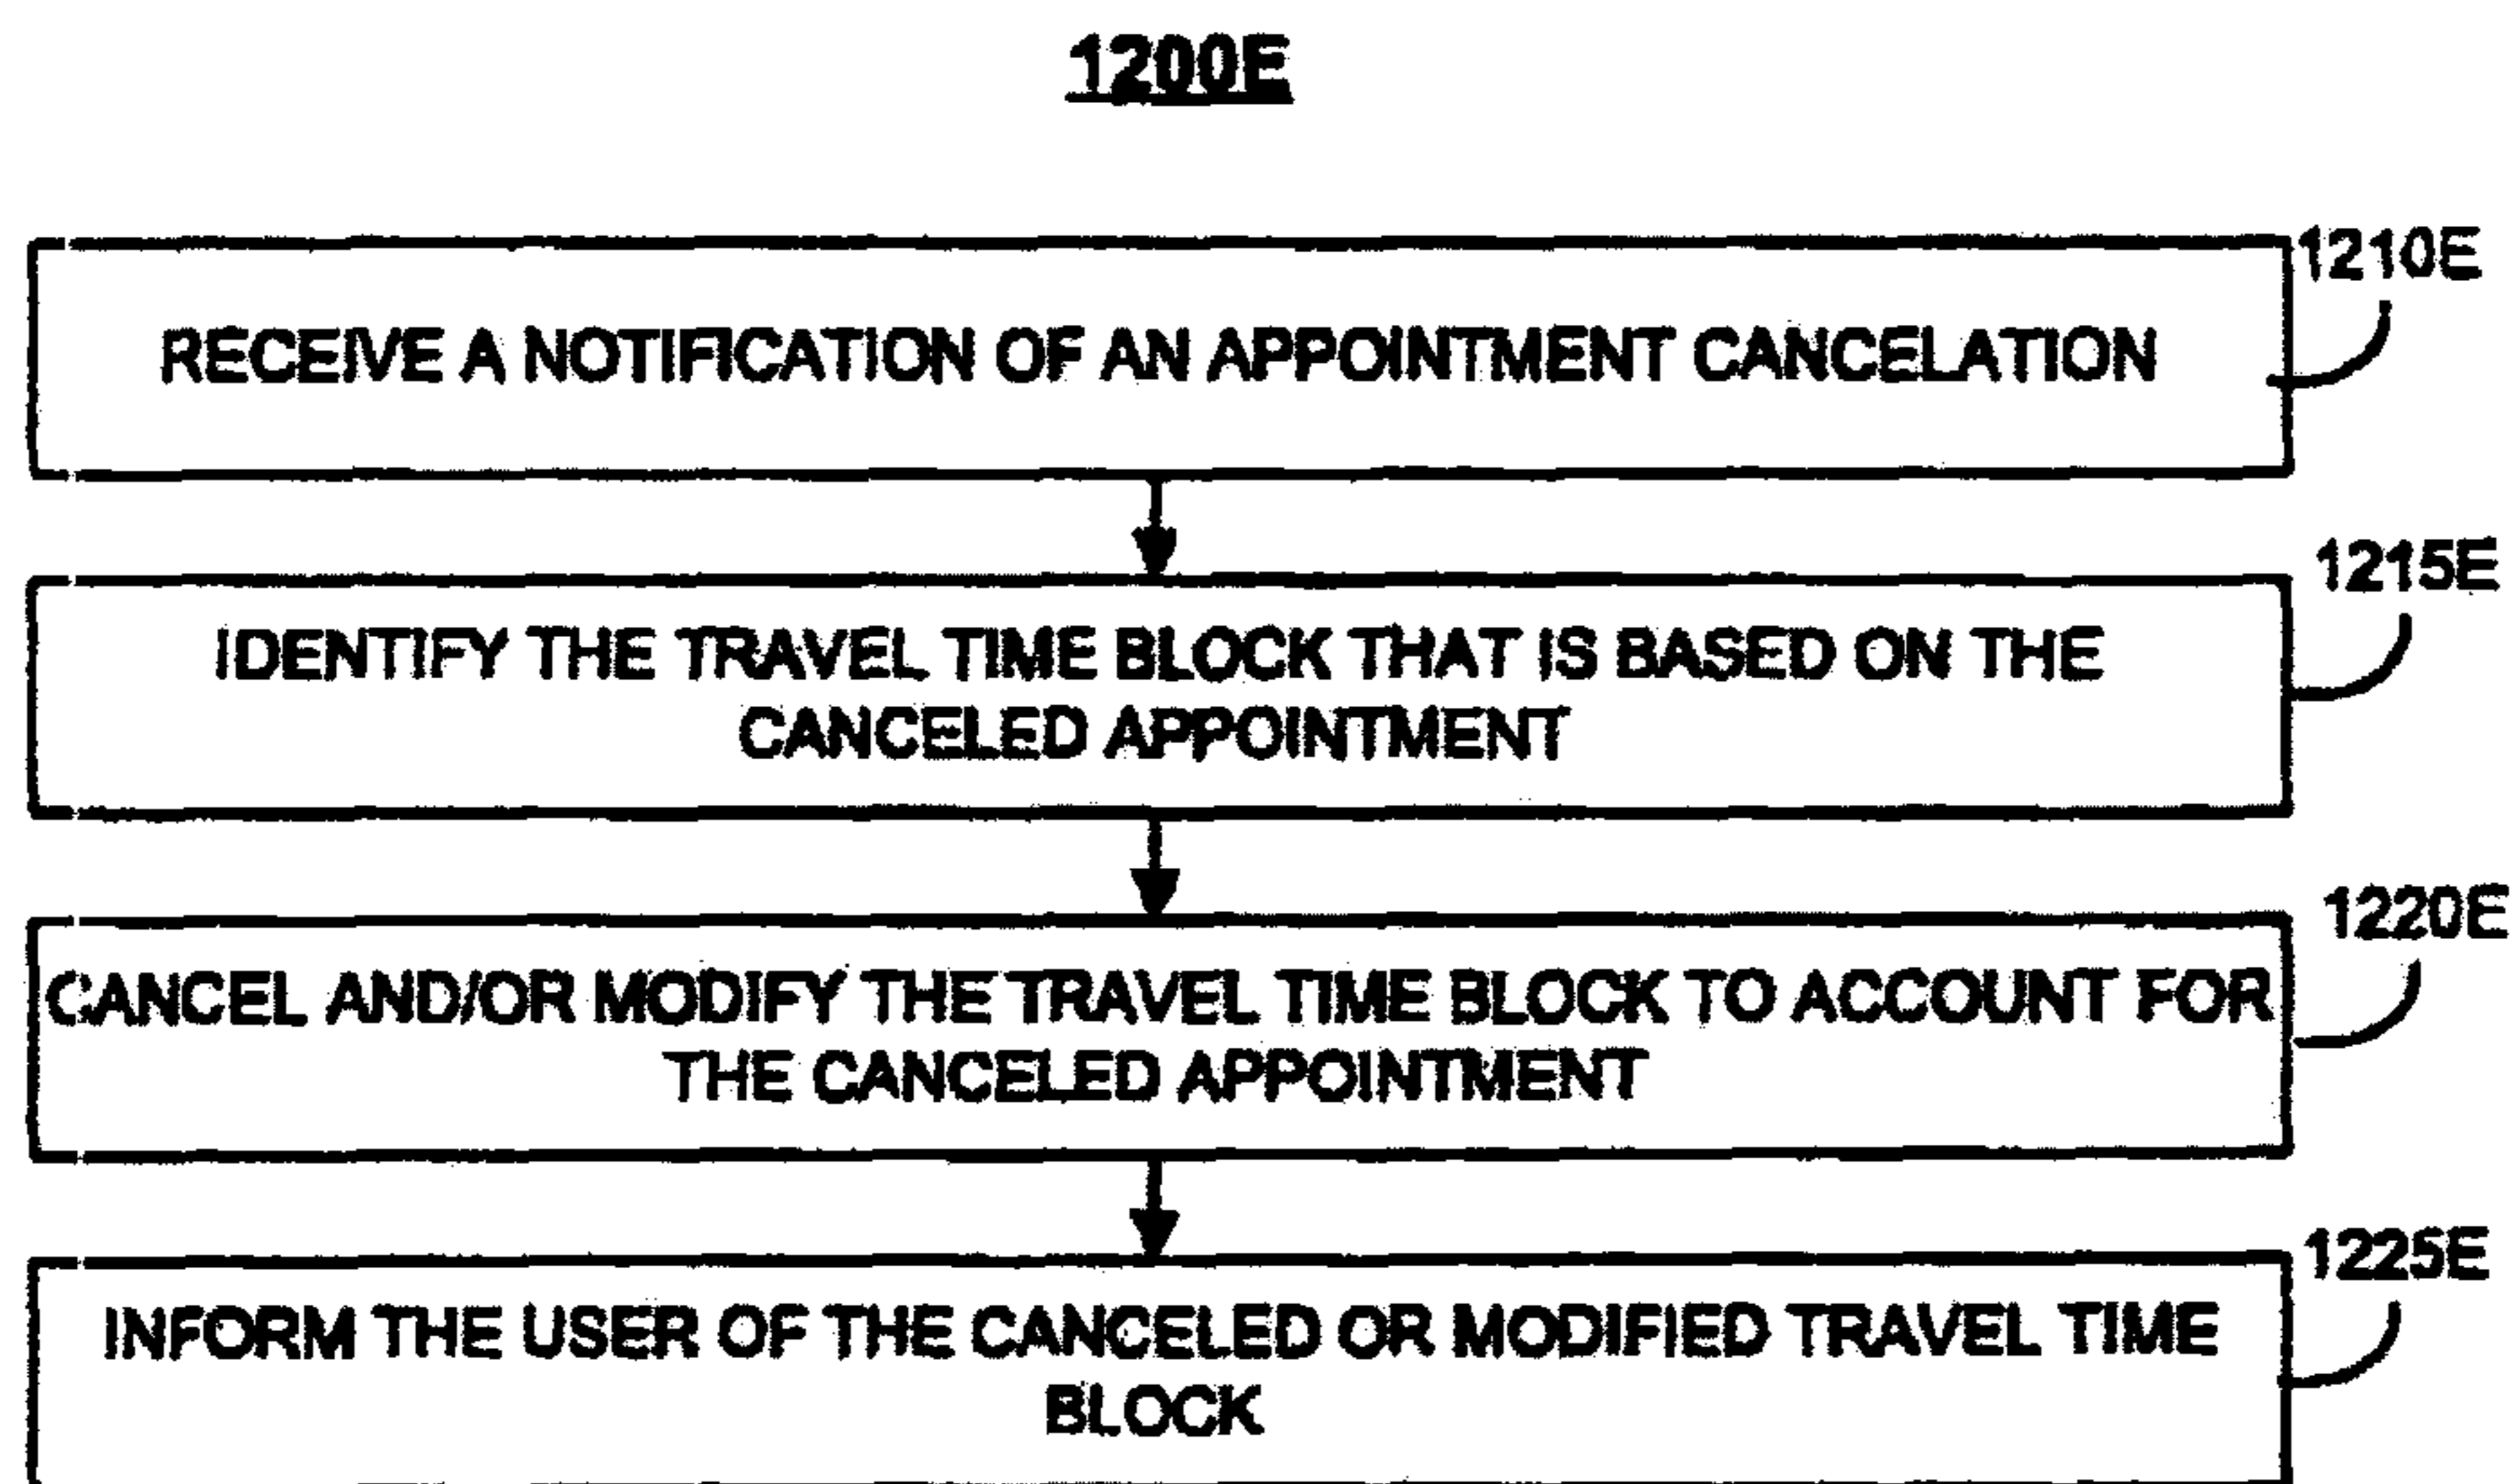 1200E
1210E
RECEIVE A NOTIFICATION OF AN APPOINTMENT CANCELATION
1215E
IDENTIFY THE TRAVEL TIME BLOCK THAT IS BASED ON THE
CANCELED APPOINTMENT
1220E
CANCEL AND/OR MODIFY THE TRAVEL TIME BLOCK TO ACCOUNT FOR
THE CANCELED APPOINTMENT
1225E
INFORM THE USER OF THE CANCELED OR MODIFIED TRAVEL TIME
BLOCK